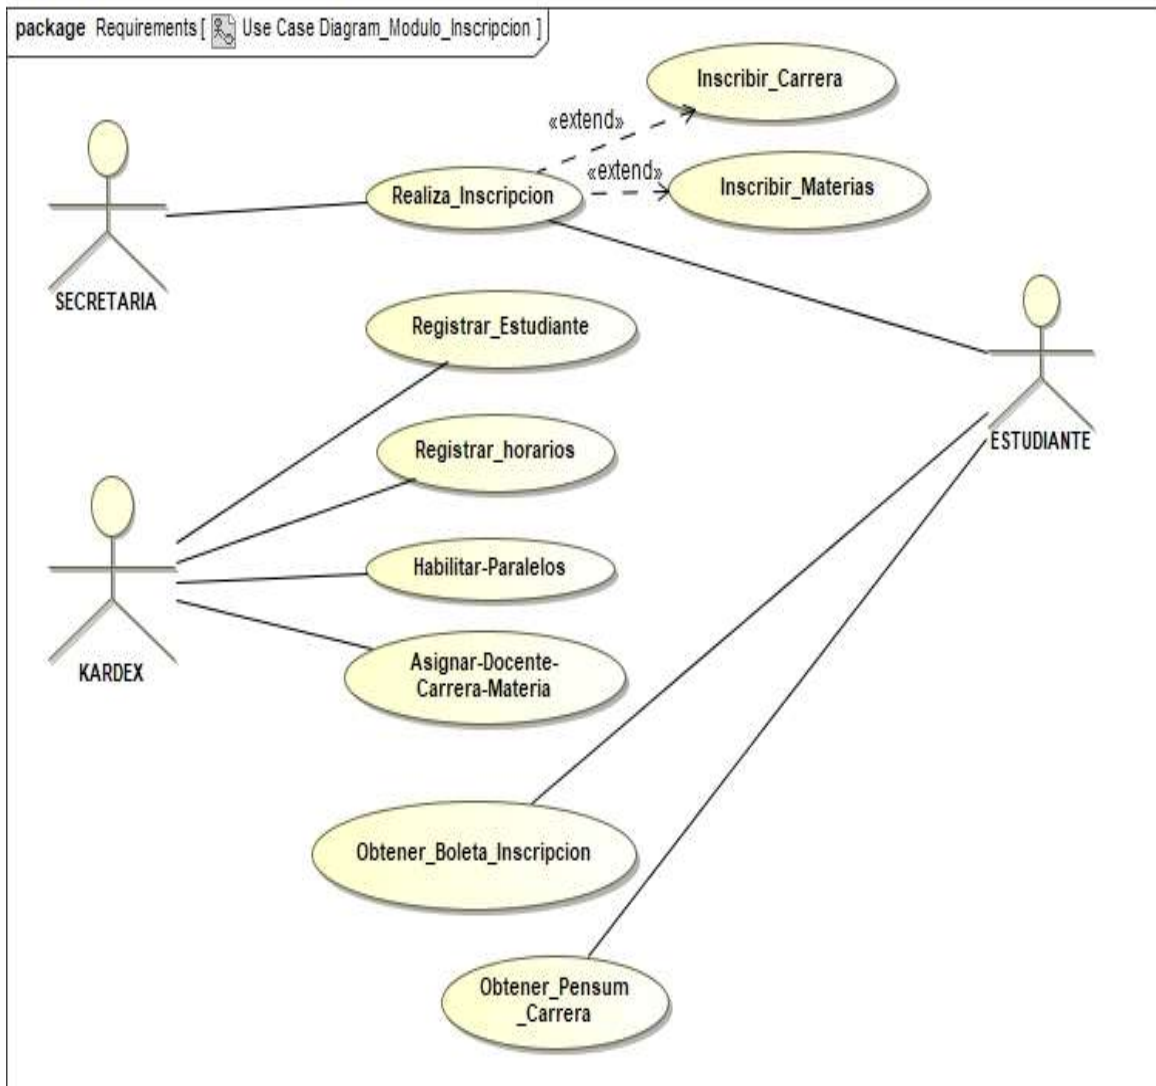 package Requirements [ Use Case Diagram_Modulo_Inscripcion ]
Inscribir_Carrera
«extend»
«extend»
Inscribir_Materias
Realiza_Inscripcion
SECRETARIA
Registrar_Estudiante
ESTUDIANTE
Registrar_horarios
Habilitar-Paralelos
KARDEX
Asignar-Docente-
Carrera-Materia
Obtener_Boleta_Inscripcion
Obtener_Pensum
_Carrera